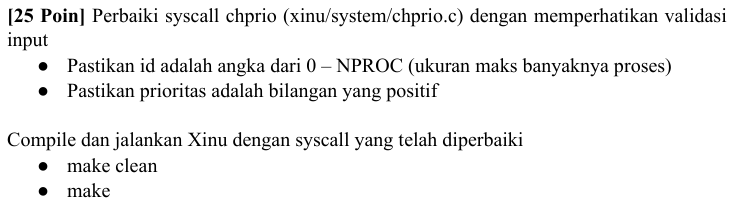 [25 Poin] Perbaiki syscall chprio (xinu/system/chprio.c) dengan memperhatikan validasi
input
● Pastikan id adalah angka dari 0 – NPROC (ukuran maks banyaknya proses)
● Pastikan prioritas adalah bilangan yang positif
Compile dan jalankan Xinu dengan syscall yang telah diperbaiki
● make clean
● make